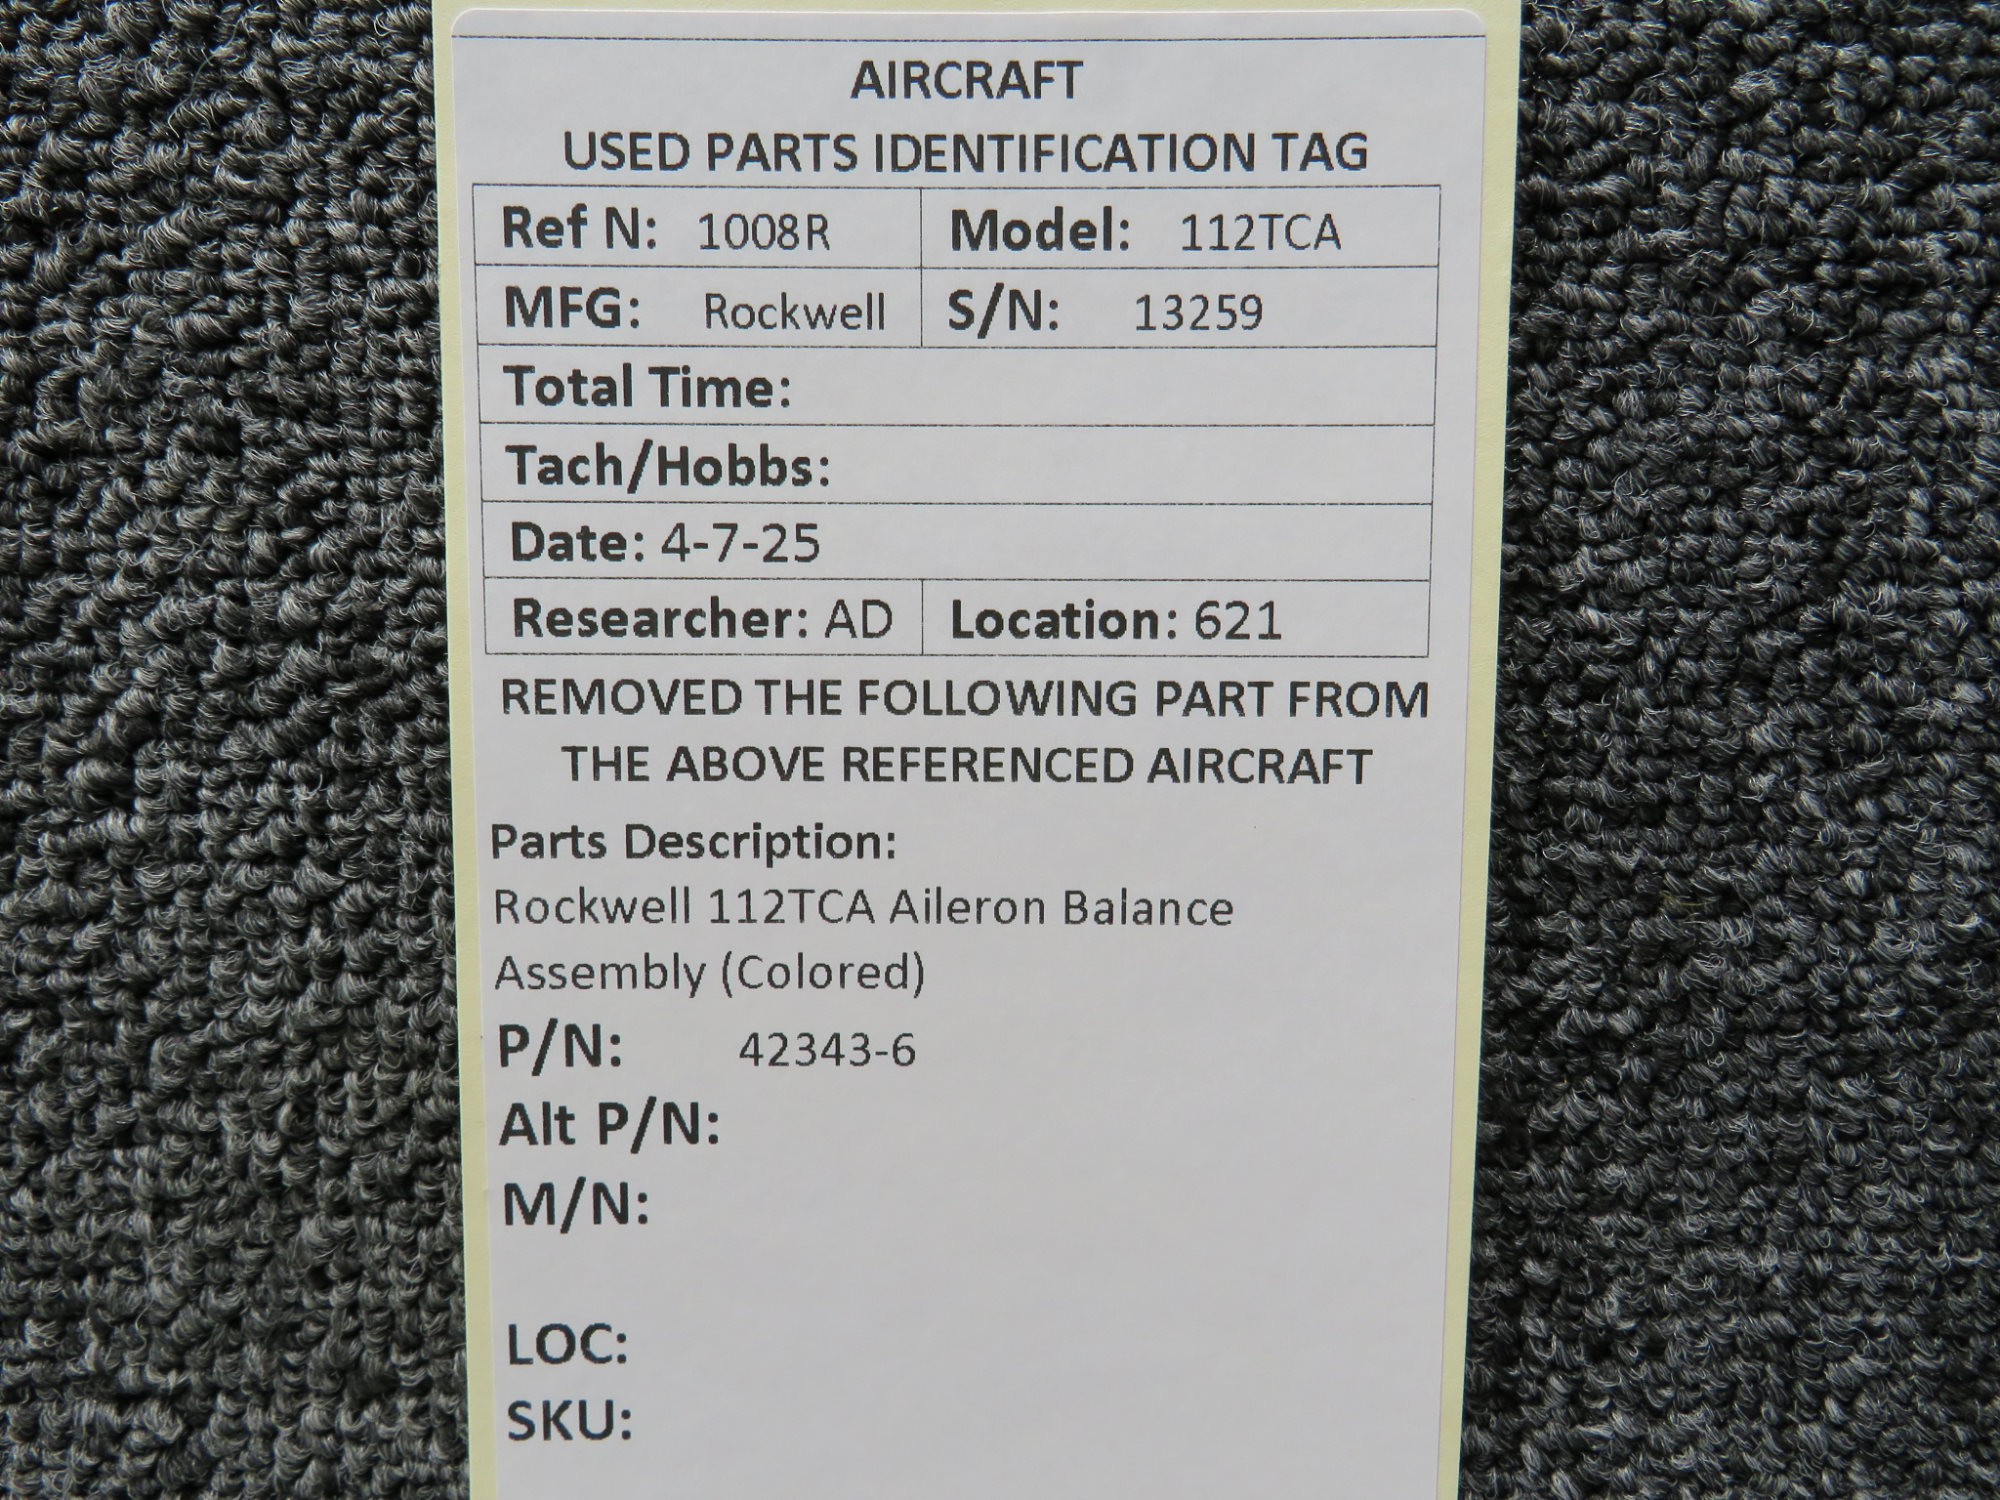 AIRCRAFT
USED PARTS IDENTIFICATION TAG
Ref N: 1008R Model: 112TCA
MFG: Rockwell S/N: 13259
Total Time:
Tach/Hobbs:
Date: 4-7-25
Researcher: AD Location: 621
REMOVED THE FOLLOWING PART FROM
THE ABOVE REFERENCED AIRCRAFT
Parts Description:
Rockwell 112TCA Aileron Balance
Assembly (Colored)
P/N: 42343-6
Alt P/N:
M/N:
LOC:
SKU: